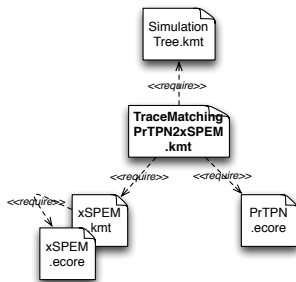 Simulation
Tree.kmt
<<require>>
TraceMatching
PrTPN2xSPEM
.kmt
<<require>>
<<require>>
<<require>>
xSPEM
.kmt
PrTPN
.ecore
xSPEM
.ecore